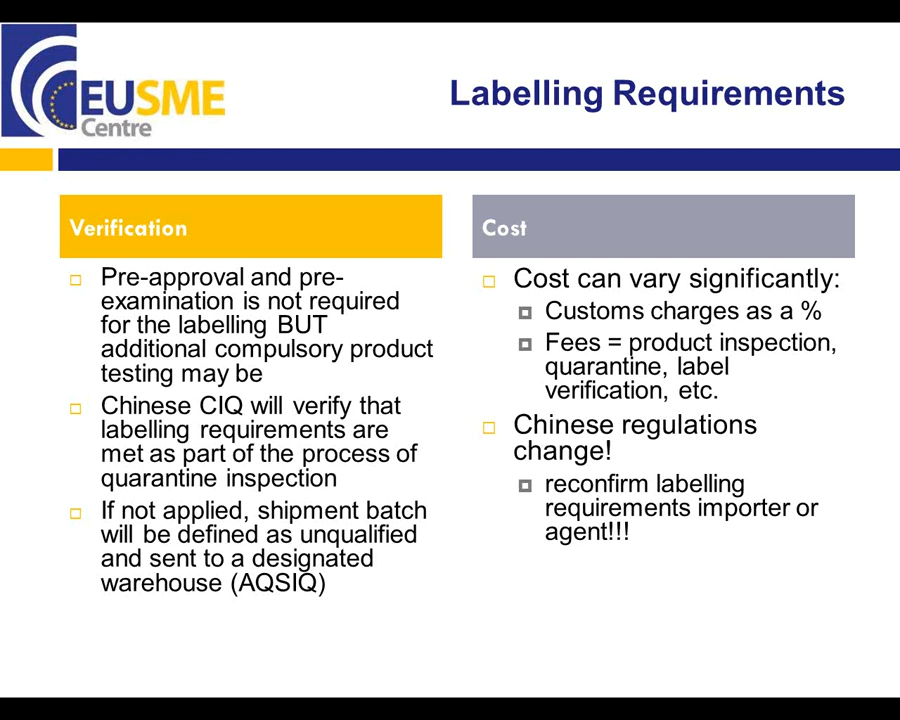 EUSME
Centre
Labelling Requirements
Verification
Pre-approval and pre-
examination is not required
for the labelling BUT
additional compulsory product
testing may be
Chinese CIQ will verify that
labelling requirements are
met as part of the process of
quarantine inspection
If not applied, shipment batch
will be defined as unqualified
and sent to a designated
warehouse (AQSIQ)
Cost
Cost can vary significantly:
Customs charges as a %
Fees = product inspection,
quarantine, label
verification, etc.
Chinese regulations
change!
reconfirm labelling
requirements importer or
agent!!!